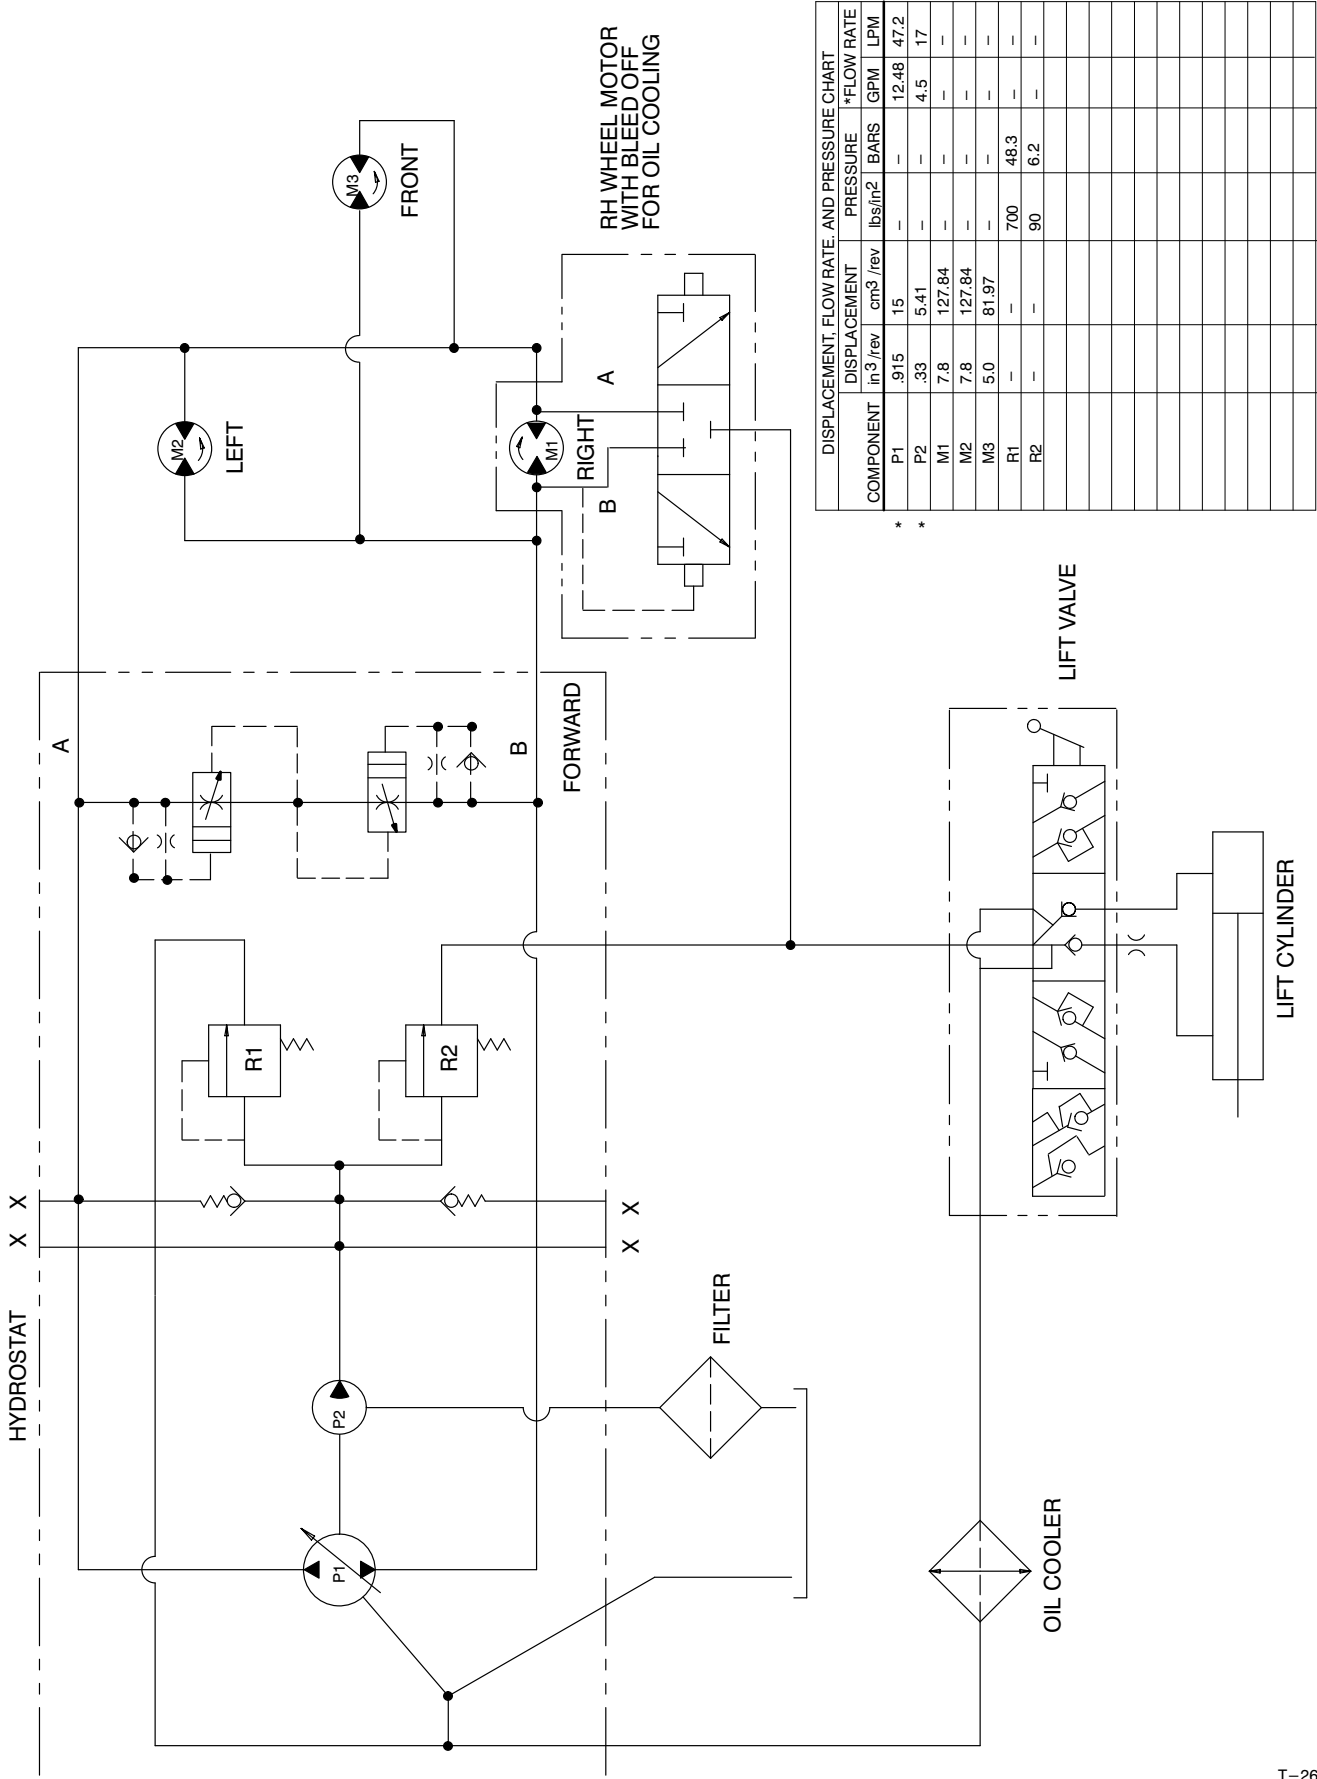 HYDROSTAT
X X
X X
A
B
FORWARD
P1
P2
R1
R2
FILTER
M2
LEFT
M3
FRONT
M1
RIGHT
A
B
RH WHEEL MOTOR
WITH BLEED OFF
FOR OIL COOLING
OIL COOLER
LIFT VALVE
LIFT CYLINDER
DISPLACEMENT, FLOW RATE, AND PRESSURE CHART
DISPLACEMENT PRESSURE *FLOW RATE
COMPONENT in3/rev cm3/rev lbs/in2 BARS GPM LPM
* P1 .915 15 – – 12.48 47.2
* P2 .33 5.41 – – 4.5 17
M1 7.8 127.84 – – – –
M2 7.8 127.84 – – – –
M3 5.0 81.97 – – – –
R1 – – 700 48.3 – –
R2 – – 90 6.2 – –
T–26